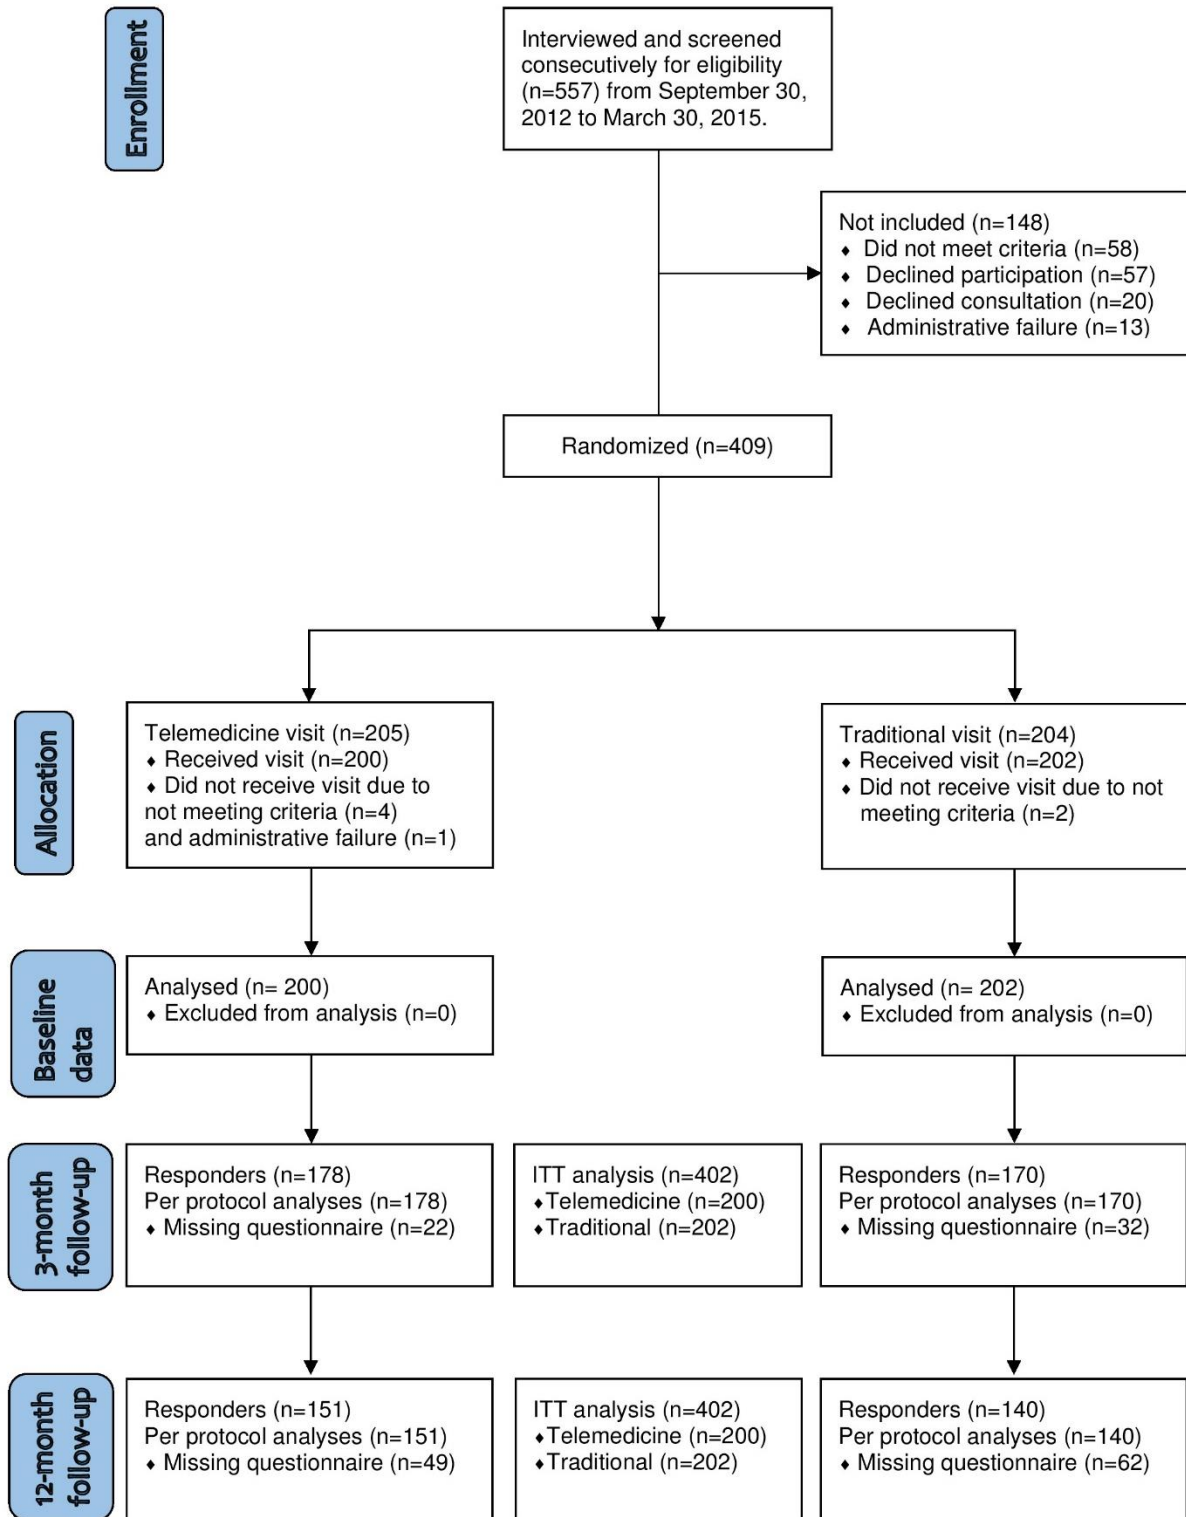 Enrollment
Interviewed and screened
consecutively for eligibility
(n=557) from September 30,
2012 to March 30, 2015.
Not included (n=148)
♦ Did not meet criteria (n=58)
♦ Declined participation (n=57)
♦ Declined consultation (n=20)
♦ Administrative failure (n=13)
Randomized (n=409)
Allocation
Telemedicine visit (n=205)
♦ Received visit (n=200)
♦ Did not receive visit due to
not meeting criteria (n=4)
and administrative failure (n=1)
Traditional visit (n=204)
♦ Received visit (n=202)
♦ Did not receive visit due to not
meeting criteria (n=2)
Baseline
data
Analysed (n= 200)
♦ Excluded from analysis (n=0)
Analysed (n= 202)
♦ Excluded from analysis (n=0)
3-month
follow-up
Responders (n=178)
Per protocol analyses (n=178)
♦ Missing questionnaire (n=22)
ITT analysis (n=402)
♦Telemedicine (n=200)
♦Traditional (n=202)
Responders (n=170)
Per protocol analyses (n=170)
♦ Missing questionnaire (n=32)
12-month
follow-up
Responders (n=151)
Per protocol analyses (n=151)
♦ Missing questionnaire (n=49)
ITT analysis (n=402)
♦Telemedicine (n=200)
♦Traditional (n=202)
Responders (n=140)
Per protocol analyses (n=140)
♦ Missing questionnaire (n=62)